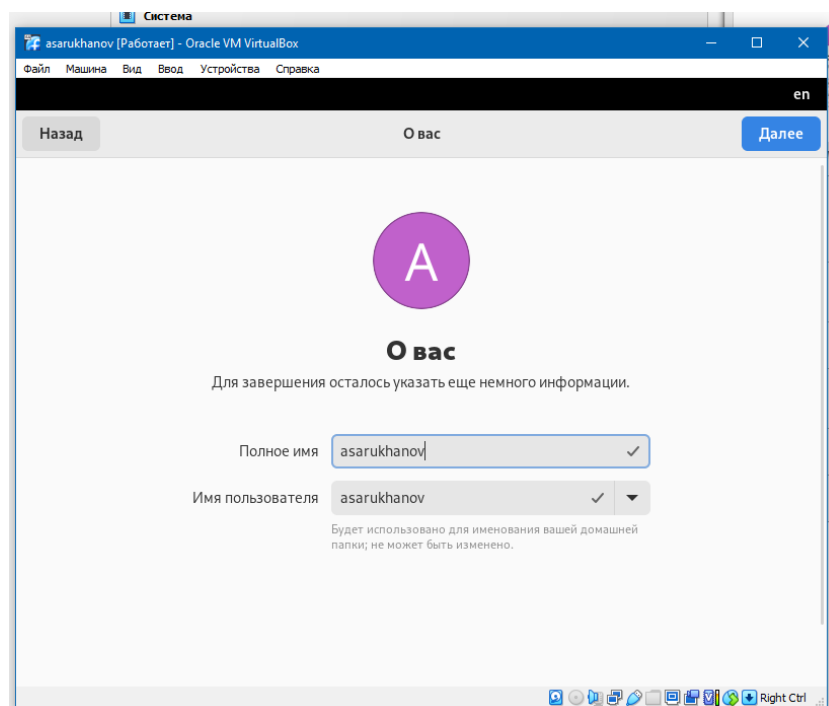 Система
asarukhanov [Работает] - Oracle VM VirtualBox
Файл Машина Вид Ввод Устройства Справка
en
Назад О вас Далее
A
О вас
Для завершения осталось указать еще немного информации.
Полное имя asarukhanov
Имя пользователя asarukhanov
Будет использовано для именования вашей домашней
папки; не может быть изменено.
Right Ctrl